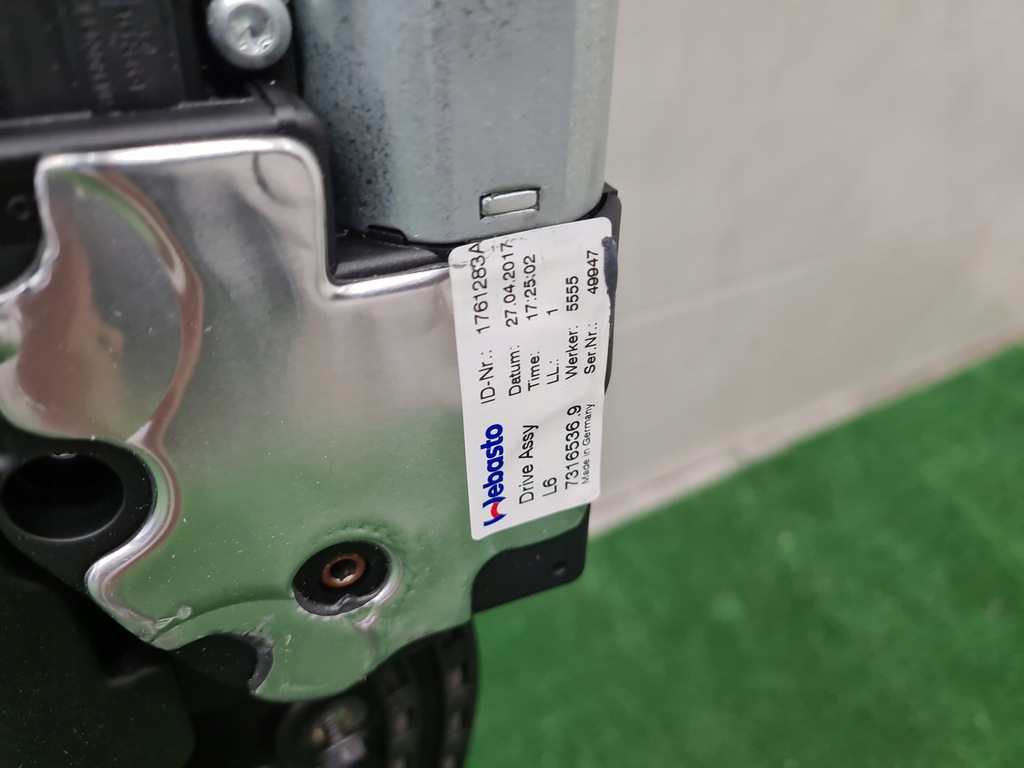 Webasto
Drive Assy
L6
7316536.9
Made in Germany
ID-Nr.: 1761283A
Datum: 27.04.2017
Time: 17:25:02
LL.: 1
Werker: 5555
Ser.Nr.: 49947